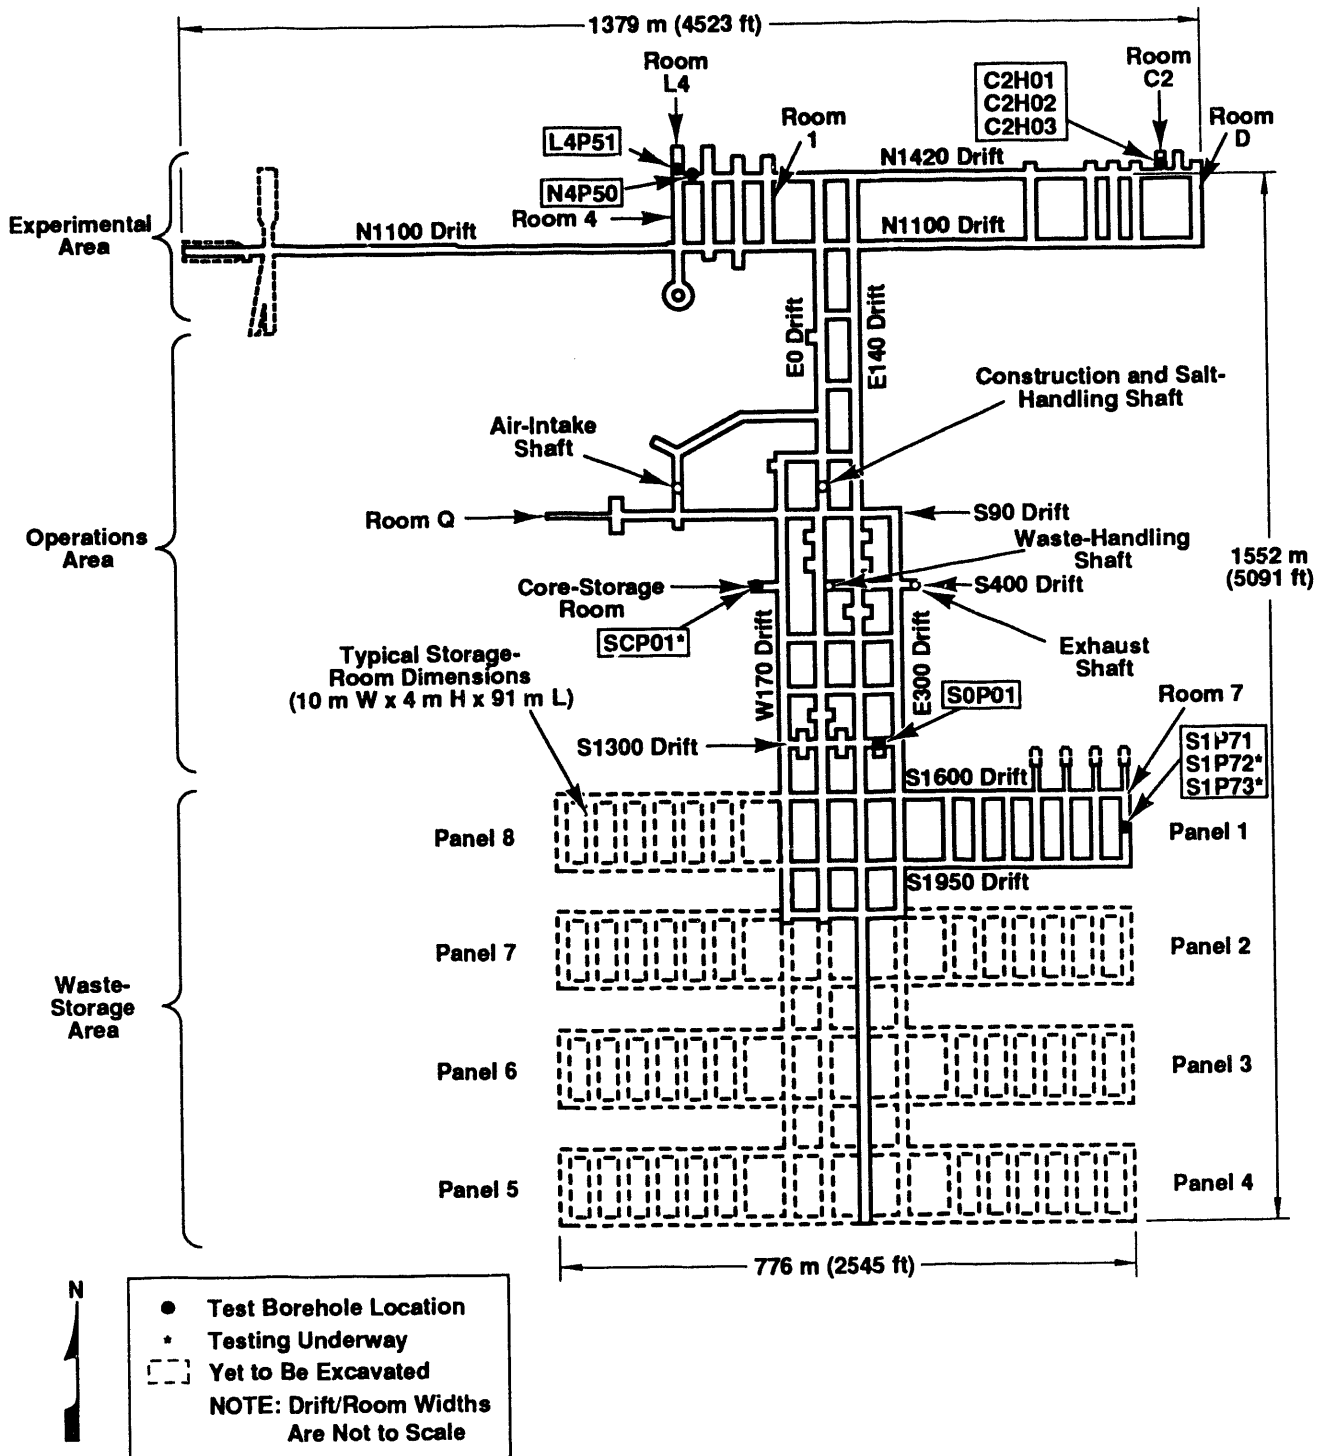 1379 m (4523 ft)
Room
L4
C2H01
C2H02
C2H03
Room
C2
Room
D
L4P51
Room
1
N1420 Drift
N4P50
Room 4
Experimental
Area
N1100 Drift
N1100 Drift
E0 Drift
E140 Drift
Construction and Salt-
Handling Shaft
Air-Intake
Shaft
Room Q
S90 Drift
Operations
Area
Waste-Handling
Shaft
1552 m
(5091 ft)
Core-Storage
Room
S400 Drift
SCP01*
W170 Drift
E300 Drift
Exhaust
Shaft
Typical Storage-
Room Dimensions
(10 m W x 4 m H x 91 m L)
S0P01
Room 7
S1300 Drift
S1P71
S1P72*
S1P73*
S1600 Drift
Panel 8
Panel 1
S1950 Drift
Panel 7
Panel 2
Waste-
Storage
Area
Panel 6
Panel 3
Panel 5
Panel 4
776 m (2545 ft)
N
Test Borehole Location
* Testing Underway
Yet to Be Excavated
NOTE: Drift/Room Widths
Are Not to Scale